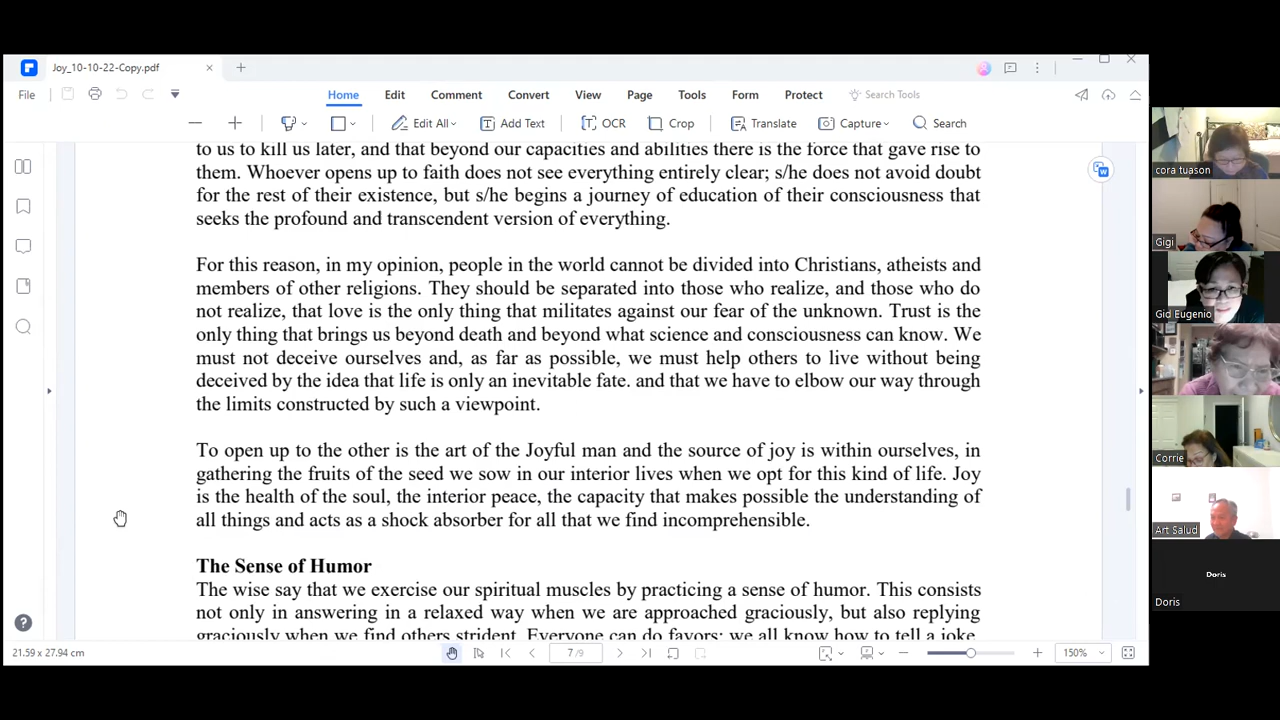 Joy_10-10-22-Copy.pdf
File
Home
Edit
Comment
Convert
View
Page
Tools
Form
Protect
Search Tools
Edit All
Add Text
OCR
Crop
Translate
Capture
Search
to us to kill us later, and that beyond our capacities and abilities there is the force that gave rise to
them. Whoever opens up to faith does not see everything entirely clear; s/he does not avoid doubt
for the rest of their existence, but s/he begins a journey of education of their consciousness that
seeks the profound and transcendent version of everything.
For this reason, in my opinion, people in the world cannot be divided into Christians, atheists and
members of other religions. They should be separated into those who realize, and those who do
not realize, that love is the only thing that militates against our fear of the unknown. Trust is the
only thing that brings us beyond death and beyond what science and consciousness can know. We
must not deceive ourselves and, as far as possible, we must help others to live without being
deceived by the idea that life is only an inevitable fate. and that we have to elbow our way through
the limits constructed by such a viewpoint.
To open up to the other is the art of the Joyful man and the source of joy is within ourselves, in
gathering the fruits of the seed we sow in our interior lives when we opt for this kind of life. Joy
is the health of the soul, the interior peace, the capacity that makes possible the understanding of
all things and acts as a shock absorber for all that we find incomprehensible.
The Sense of Humor
The wise say that we exercise our spiritual muscles by practicing a sense of humor. This consists
not only in answering in a relaxed way when we are approached graciously, but also replying
graciously when we find others strident. Everyone can do favors; we all know how to tell a joke,
21.59 x 27.94 cm
7/9
150%
cora tuason
Gigi
Gid Eugenio
Corrie
Art Salud
Doris
Doris